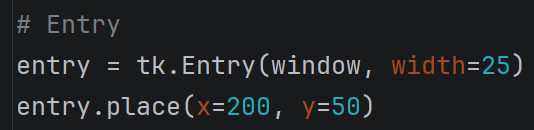 # Entry
entry = tk.Entry(window, width=25)
entry.place(x=200, y=50)